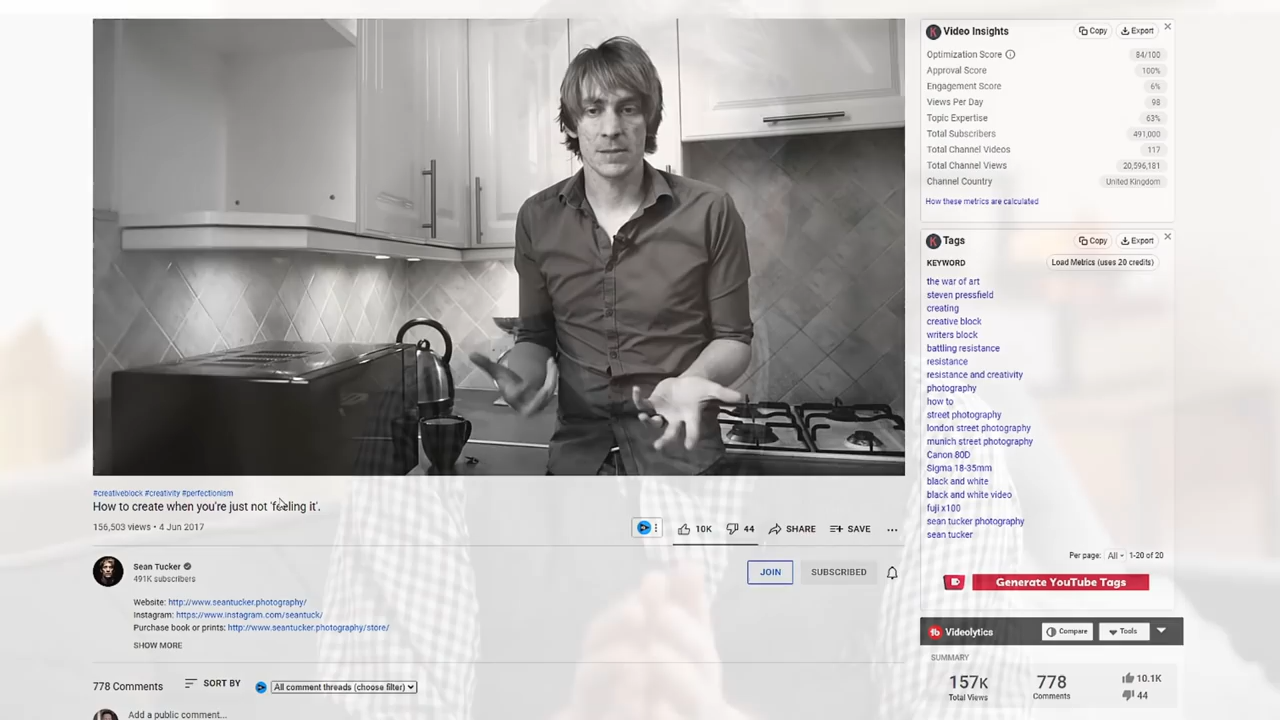 #creativeblock #creativity #perfectionism
How to create when you're just not 'feeling it'.
156,503 views • 4 Jun 2017
10K
44
SHARE
SAVE
Sean Tucker
491K subscribers
JOIN
SUBSCRIBED
Website: http://www.seantucker.photography/
Instagram: https://www.instagram.com/seantuck/
Purchase book or prints: http://www.seantucker.photography/store/
SHOW MORE
778 Comments
SORT BY
All comment threads (choose filter)
Add a public comment...
Video Insights
Copy
Export
Optimization Score 84/100
Approval Score 100%
Engagement Score 6%
Views Per Day 98
Topic Expertise 63%
Total Subscribers 491,000
Total Channel Videos 117
Total Channel Views 20,596,181
Channel Country United Kingdom
How these metrics are calculated
Tags
Copy
Export
KEYWORD
Load Metrics (uses 20 credits)
the war of art
steven pressfield
creating
creative block
writers block
battling resistance
resistance
resistance and creativity
photography
how to
street photography
london street photography
munich street photography
Canon 80D
Sigma 18-35mm
black and white
black and white video
fuji x100
sean tucker photography
sean tucker
Per page: All 1-20 of 20
Generate YouTube Tags
Videolytics
Compare
Tools
SUMMARY
157K
Total Views
778
Comments
10.1K
44